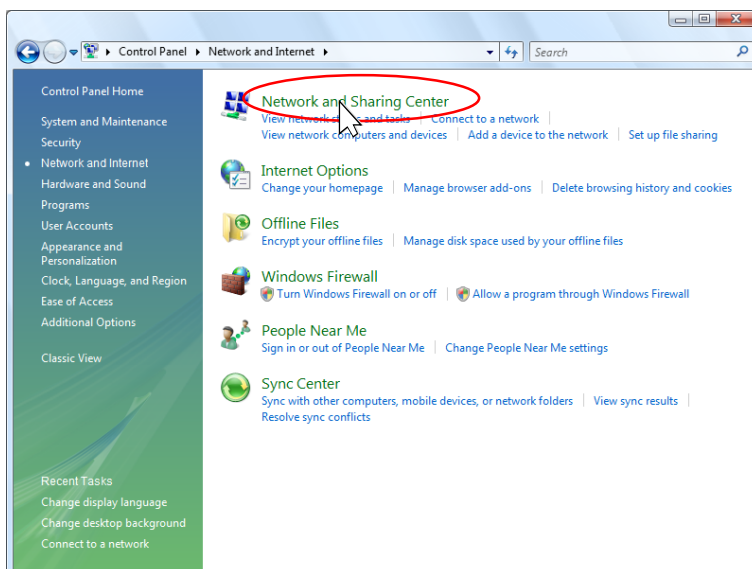 Control Panel Network and Internet Search
Control Panel Home
System and Maintenance
Security
Network and Internet
Hardware and Sound
Programs
User Accounts
Appearance and
Personalization
Clock, Language, and Region
Ease of Access
Additional Options
Classic View
Recent Tasks
Change display language
Change desktop background
Connect to a network
Network and Sharing Center
View network and tasks Connect to a network
View network computers and devices Add a device to the network Set up file sharing
Internet Options
Change your homepage Manage browser add-ons Delete browsing history and cookies
Offline Files
Encrypt your offline files Manage disk space used by your offline files
Windows Firewall
Turn Windows Firewall on or off Allow a program through Windows Firewall
People Near Me
Sign in or out of People Near Me Change People Near Me settings
Sync Center
Sync with other computers, mobile devices, or network folders View sync results
Resolve sync conflicts